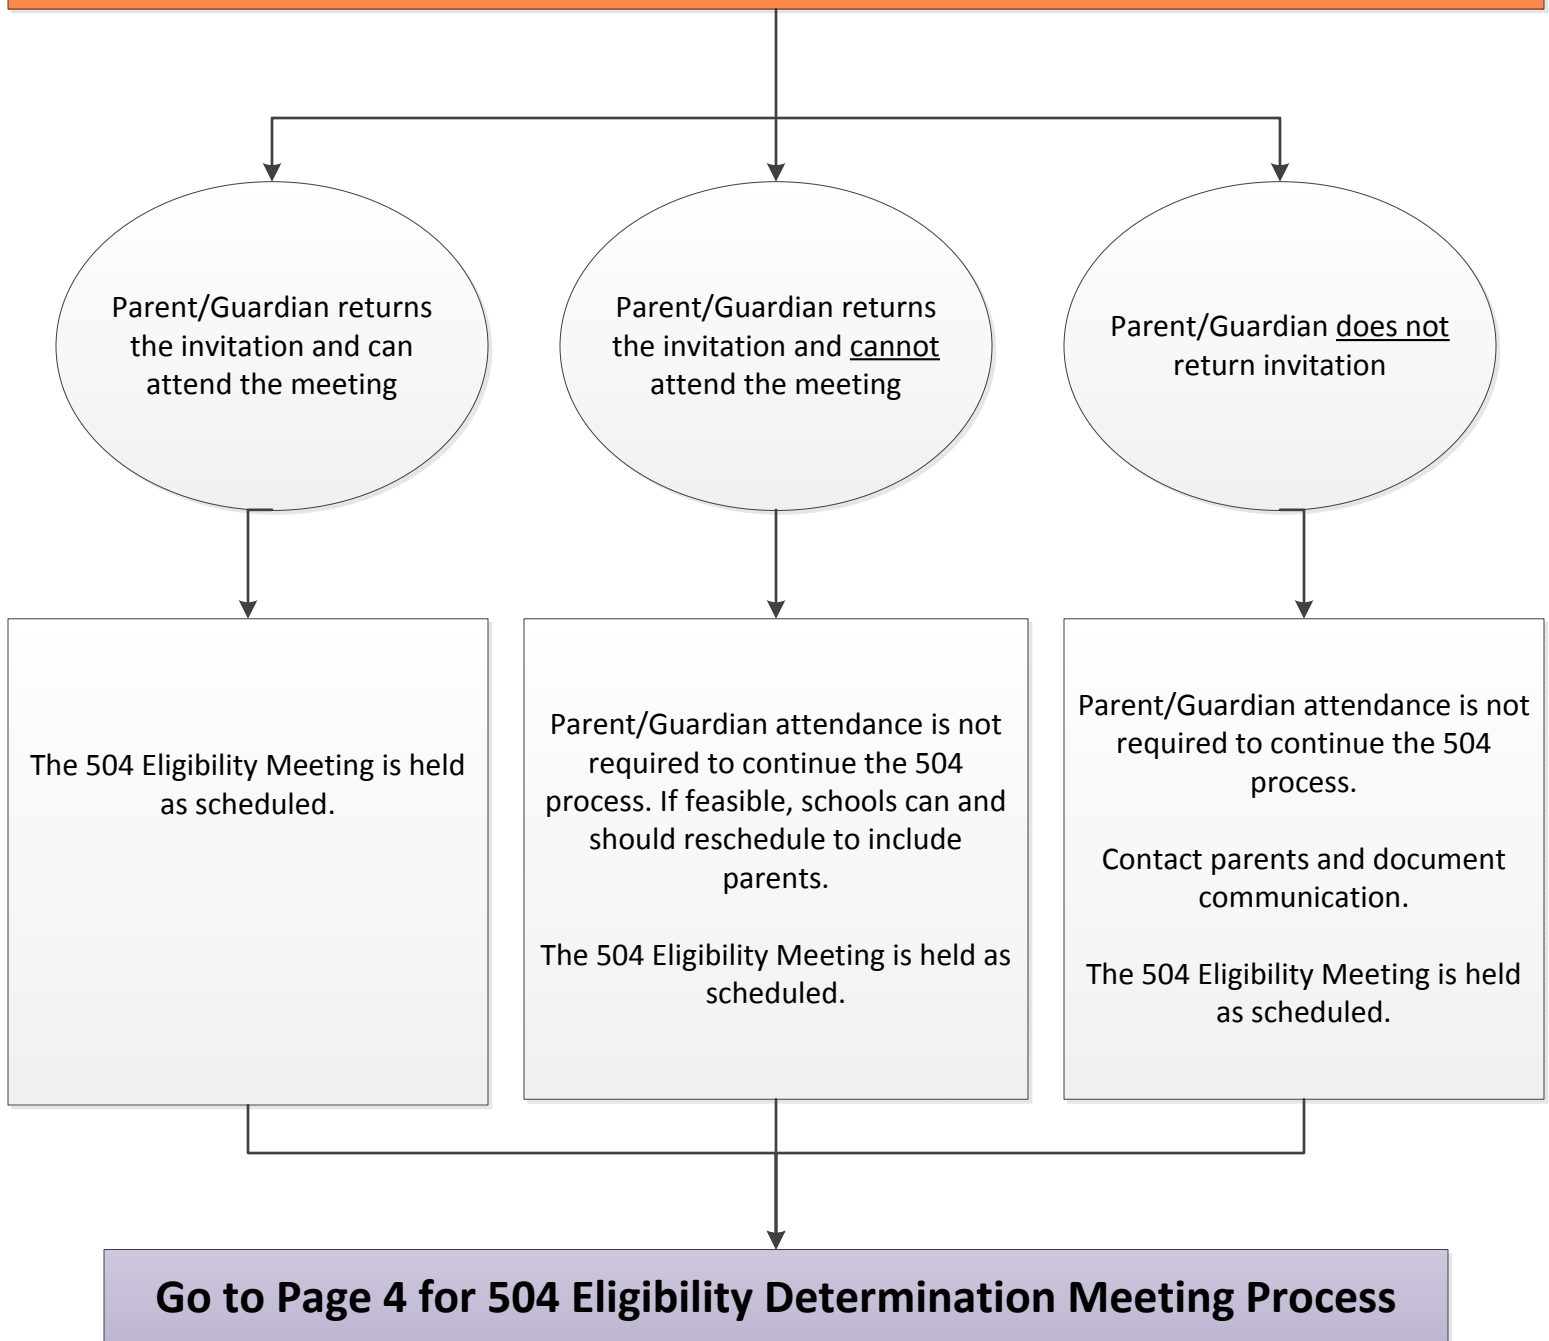 Parent/Guardian returns
the invitation and can
attend the meeting
Parent/Guardian returns
the invitation and cannot
attend the meeting
Parent/Guardian does not
return invitation
The 504 Eligibility Meeting is held
as scheduled.
Parent/Guardian attendance is not
required to continue the 504
process. If feasible, schools can and
should reschedule to include
parents.
The 504 Eligibility Meeting is held as
scheduled.
Parent/Guardian attendance is not
required to continue the 504
process.
Contact parents and document
communication.
The 504 Eligibility Meeting is held
as scheduled.
Go to Page 4 for 504 Eligibility Determination Meeting Process